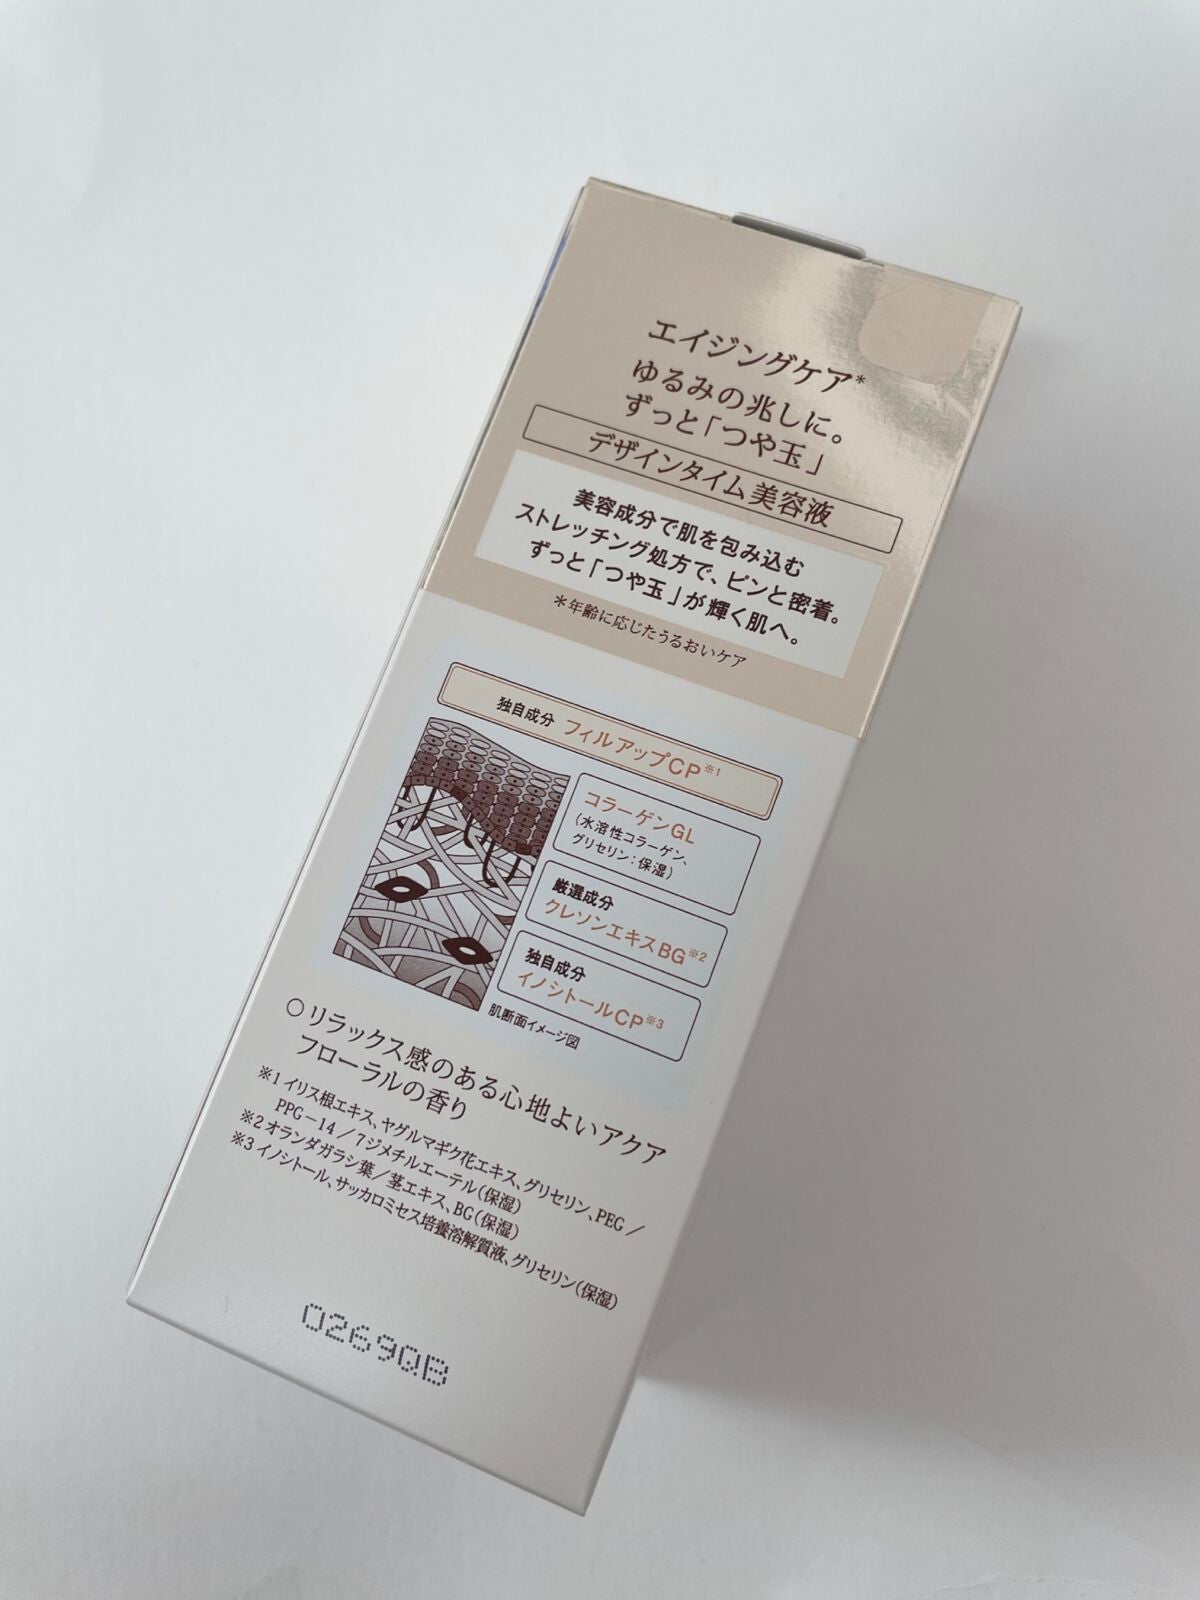 エイジングケア*
ゆるみの兆しに。
ずっと「つや玉」
デザインタイム美容液
美容成分で肌を包み込む
ストレッチング処方で、ピンと密着。
ずっと「つや玉」が輝く肌へ。
＊年齢に応じたうるおいケア
独自成分 フィルアップCP※1
コラーゲンGL
(水溶性コラーゲン、
グリセリン:保湿)
厳選成分
クレソンエキスBG※2
独自成分
イノシトールCP※3
肌断面イメージ図
○リラックス感のある心地よいアクア
フローラルの香り
※1 イリス根エキス、ヤグルマギク花エキス、グリセリン、PEG／
PPG－14／7ジメチルエーテル(保湿)
※2 オランダガラシ葉／茎エキス、BG(保湿)
※3 イノシトール、サッカロミセス培養溶解質液、グリセリン(保湿)
0269QB